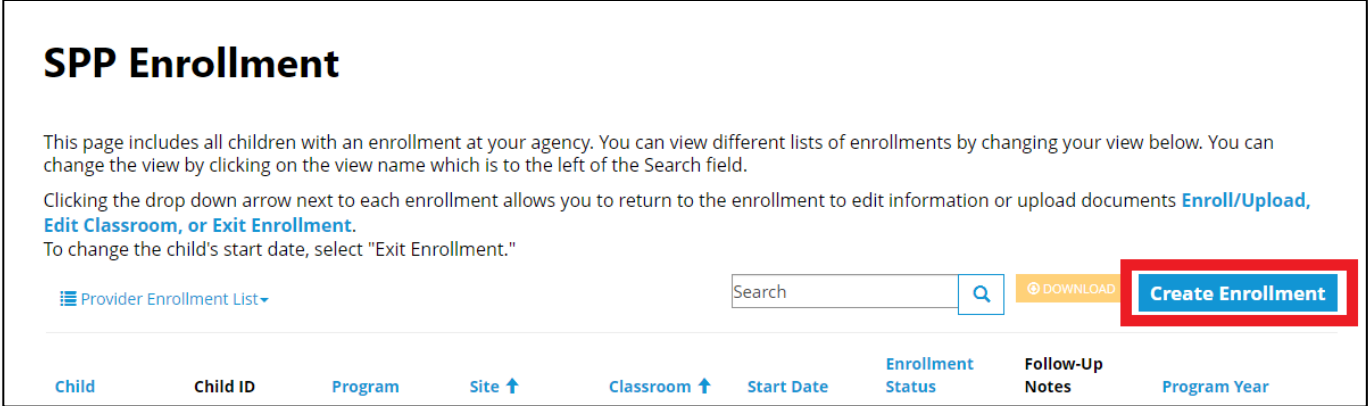 SPP Enrollment
This page includes all children with an enrollment at your agency. You can view different lists of enrollments by changing your view below. You can
change the view by clicking on the view name which is to the left of the Search field.
Clicking the drop down arrow next to each enrollment allows you to return to the enrollment to edit information or upload documents Enroll/Upload,
Edit Classroom, or Exit Enrollment.
To change the child's start date, select "Exit Enrollment."
Provider Enrollment List
Search
DOWNLOAD
Create Enrollment
Child Child ID Program Site Classroom Start Date Enrollment Status Follow-Up Notes Program Year